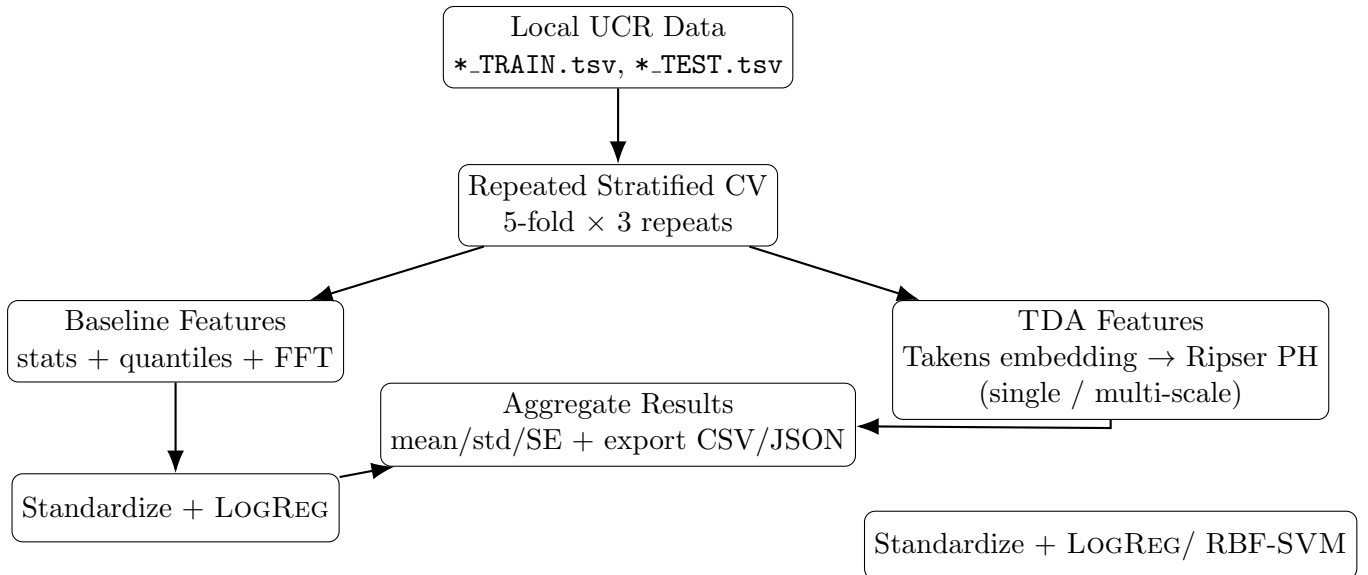 Local UCR Data
*_TRAIN.tsv, *_TEST.tsv
Repeated Stratified CV
5-fold × 3 repeats
Baseline Features
stats + quantiles + FFT
TDA Features
Takens embedding → Ripser PH
(single / multi-scale)
Aggregate Results
mean/std/SE + export CSV/JSON
Standardize + LOGREG
Standardize + LOGREG/ RBF-SVM